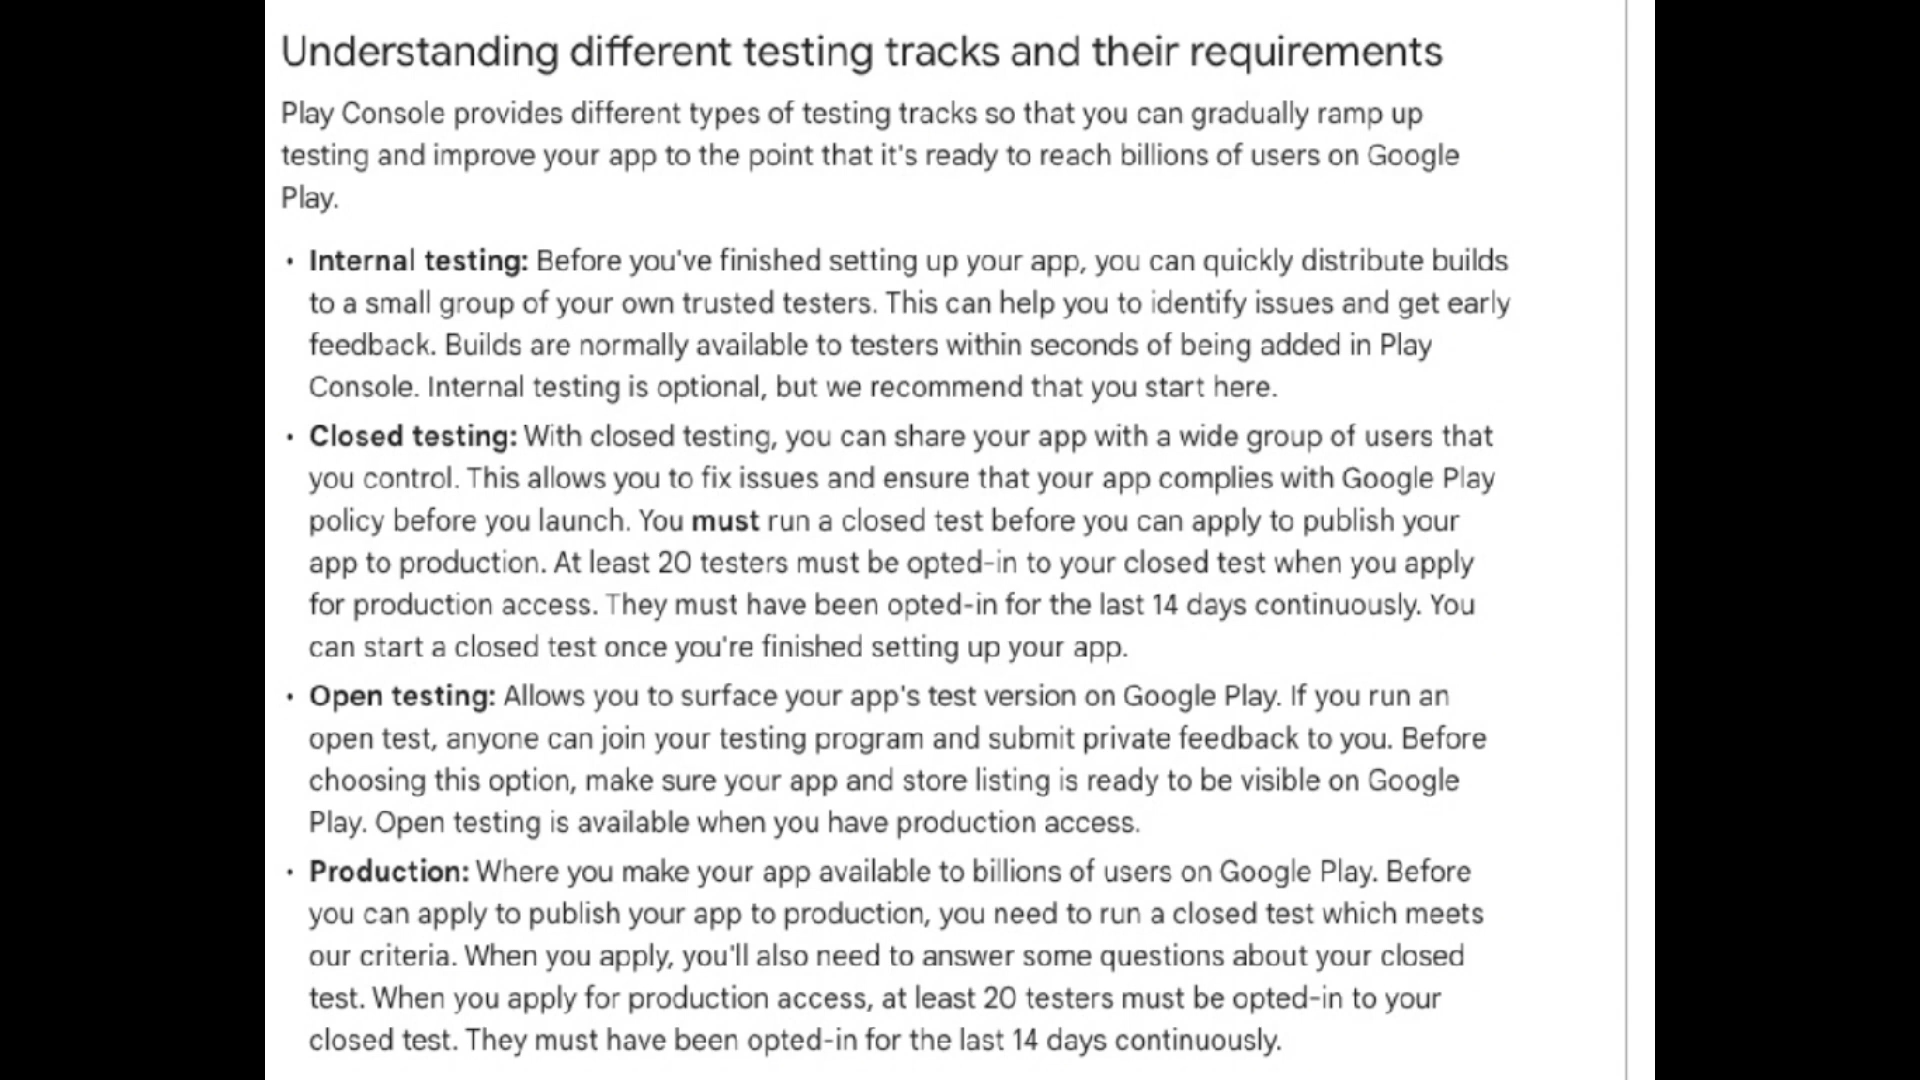 Understanding different testing tracks and their requirements
Play Console provides different types of testing tracks so that you can gradually ramp up
testing and improve your app to the point that it's ready to reach billions of users on Google
Play.
• Internal testing: Before you've finished setting up your app, you can quickly distribute builds
to a small group of your own trusted testers. This can help you to identify issues and get early
feedback. Builds are normally available to testers within seconds of being added in Play
Console. Internal testing is optional, but we recommend that you start here.
• Closed testing: With closed testing, you can share your app with a wide group of users that
you control. This allows you to fix issues and ensure that your app complies with Google Play
policy before you launch. You must run a closed test before you can apply to publish your
app to production. At least 20 testers must be opted-in to your closed test when you apply
for production access. They must have been opted-in for the last 14 days continuously. You
can start a closed test once you're finished setting up your app.
• Open testing: Allows you to surface your app's test version on Google Play. If you run an
open test, anyone can join your testing program and submit private feedback to you. Before
choosing this option, make sure your app and store listing is ready to be visible on Google
Play. Open testing is available when you have production access.
• Production: Where you make your app available to billions of users on Google Play. Before
you can apply to publish your app to production, you need to run a closed test which meets
our criteria. When you apply, you'll also need to answer some questions about your closed
test. When you apply for production access, at least 20 testers must be opted-in to your
closed test. They must have been opted-in for the last 14 days continuously.